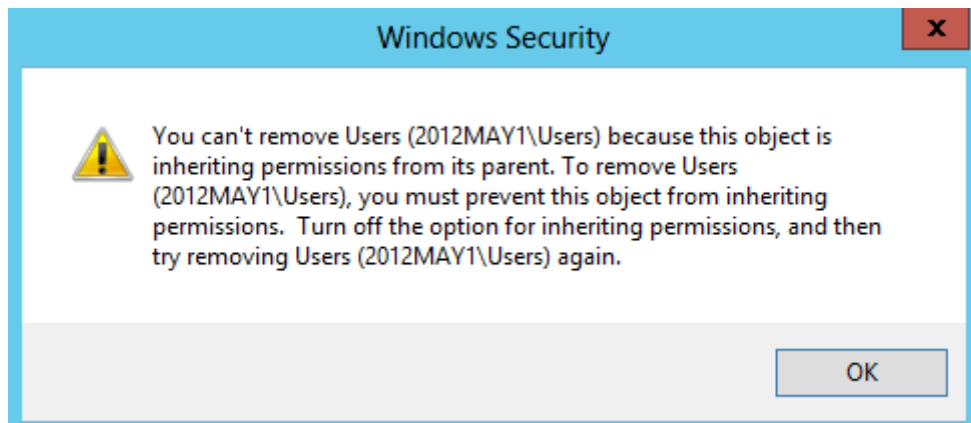 Windows Security
x
You can't remove Users (2012MAY1\Users) because this object is
inheriting permissions from its parent. To remove Users
(2012MAY1\Users), you must prevent this object from inheriting
permissions.  Turn off the option for inheriting permissions, and then
try removing Users (2012MAY1\Users) again.
OK